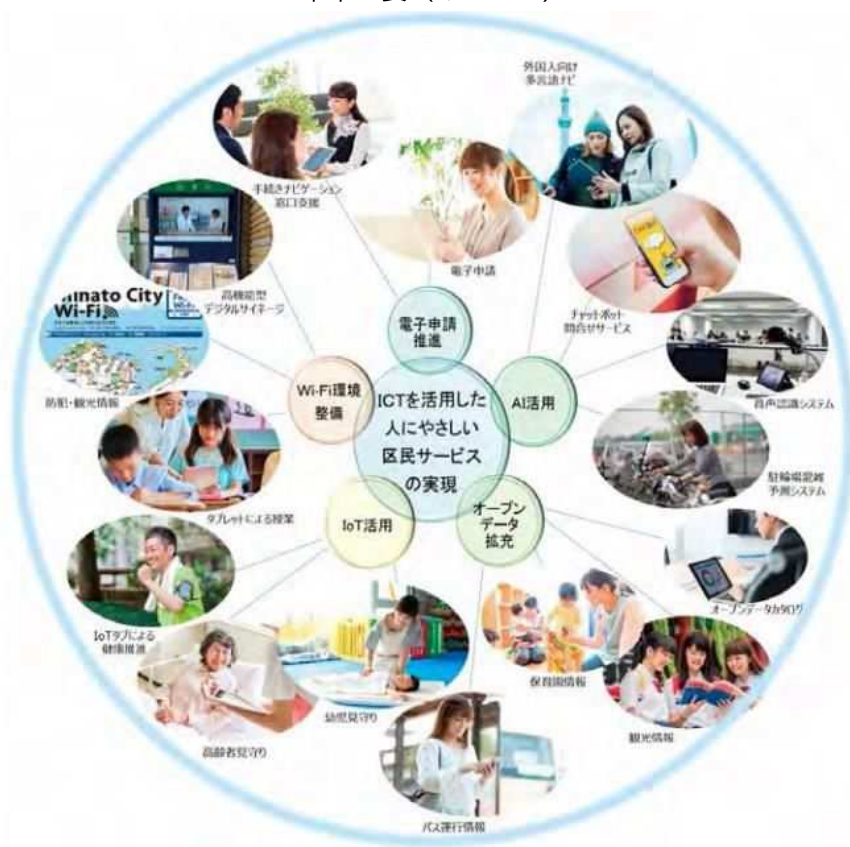 外国人向け
多言語ナビ
手続きナビゲーション
窓口支援
電子申請
高機能型
デジタルサイネージ
チャットボット
問合せサービス
inato City
Wi-Fi
電子申請
推進
防犯・観光情報
Wi-Fi環境
整備
ICTを活用した
人にやさしい
区民サービス
の実現
AI活用
音声認識システム
駐輪場混雑
予測システム
タブレットによる授業
IoT活用
オープン
データ
拡充
オープンデータカタログ
IoTタブによる
健康推進
保育園情報
幼児見守り
観光情報
高齢者見守り
バス運行情報